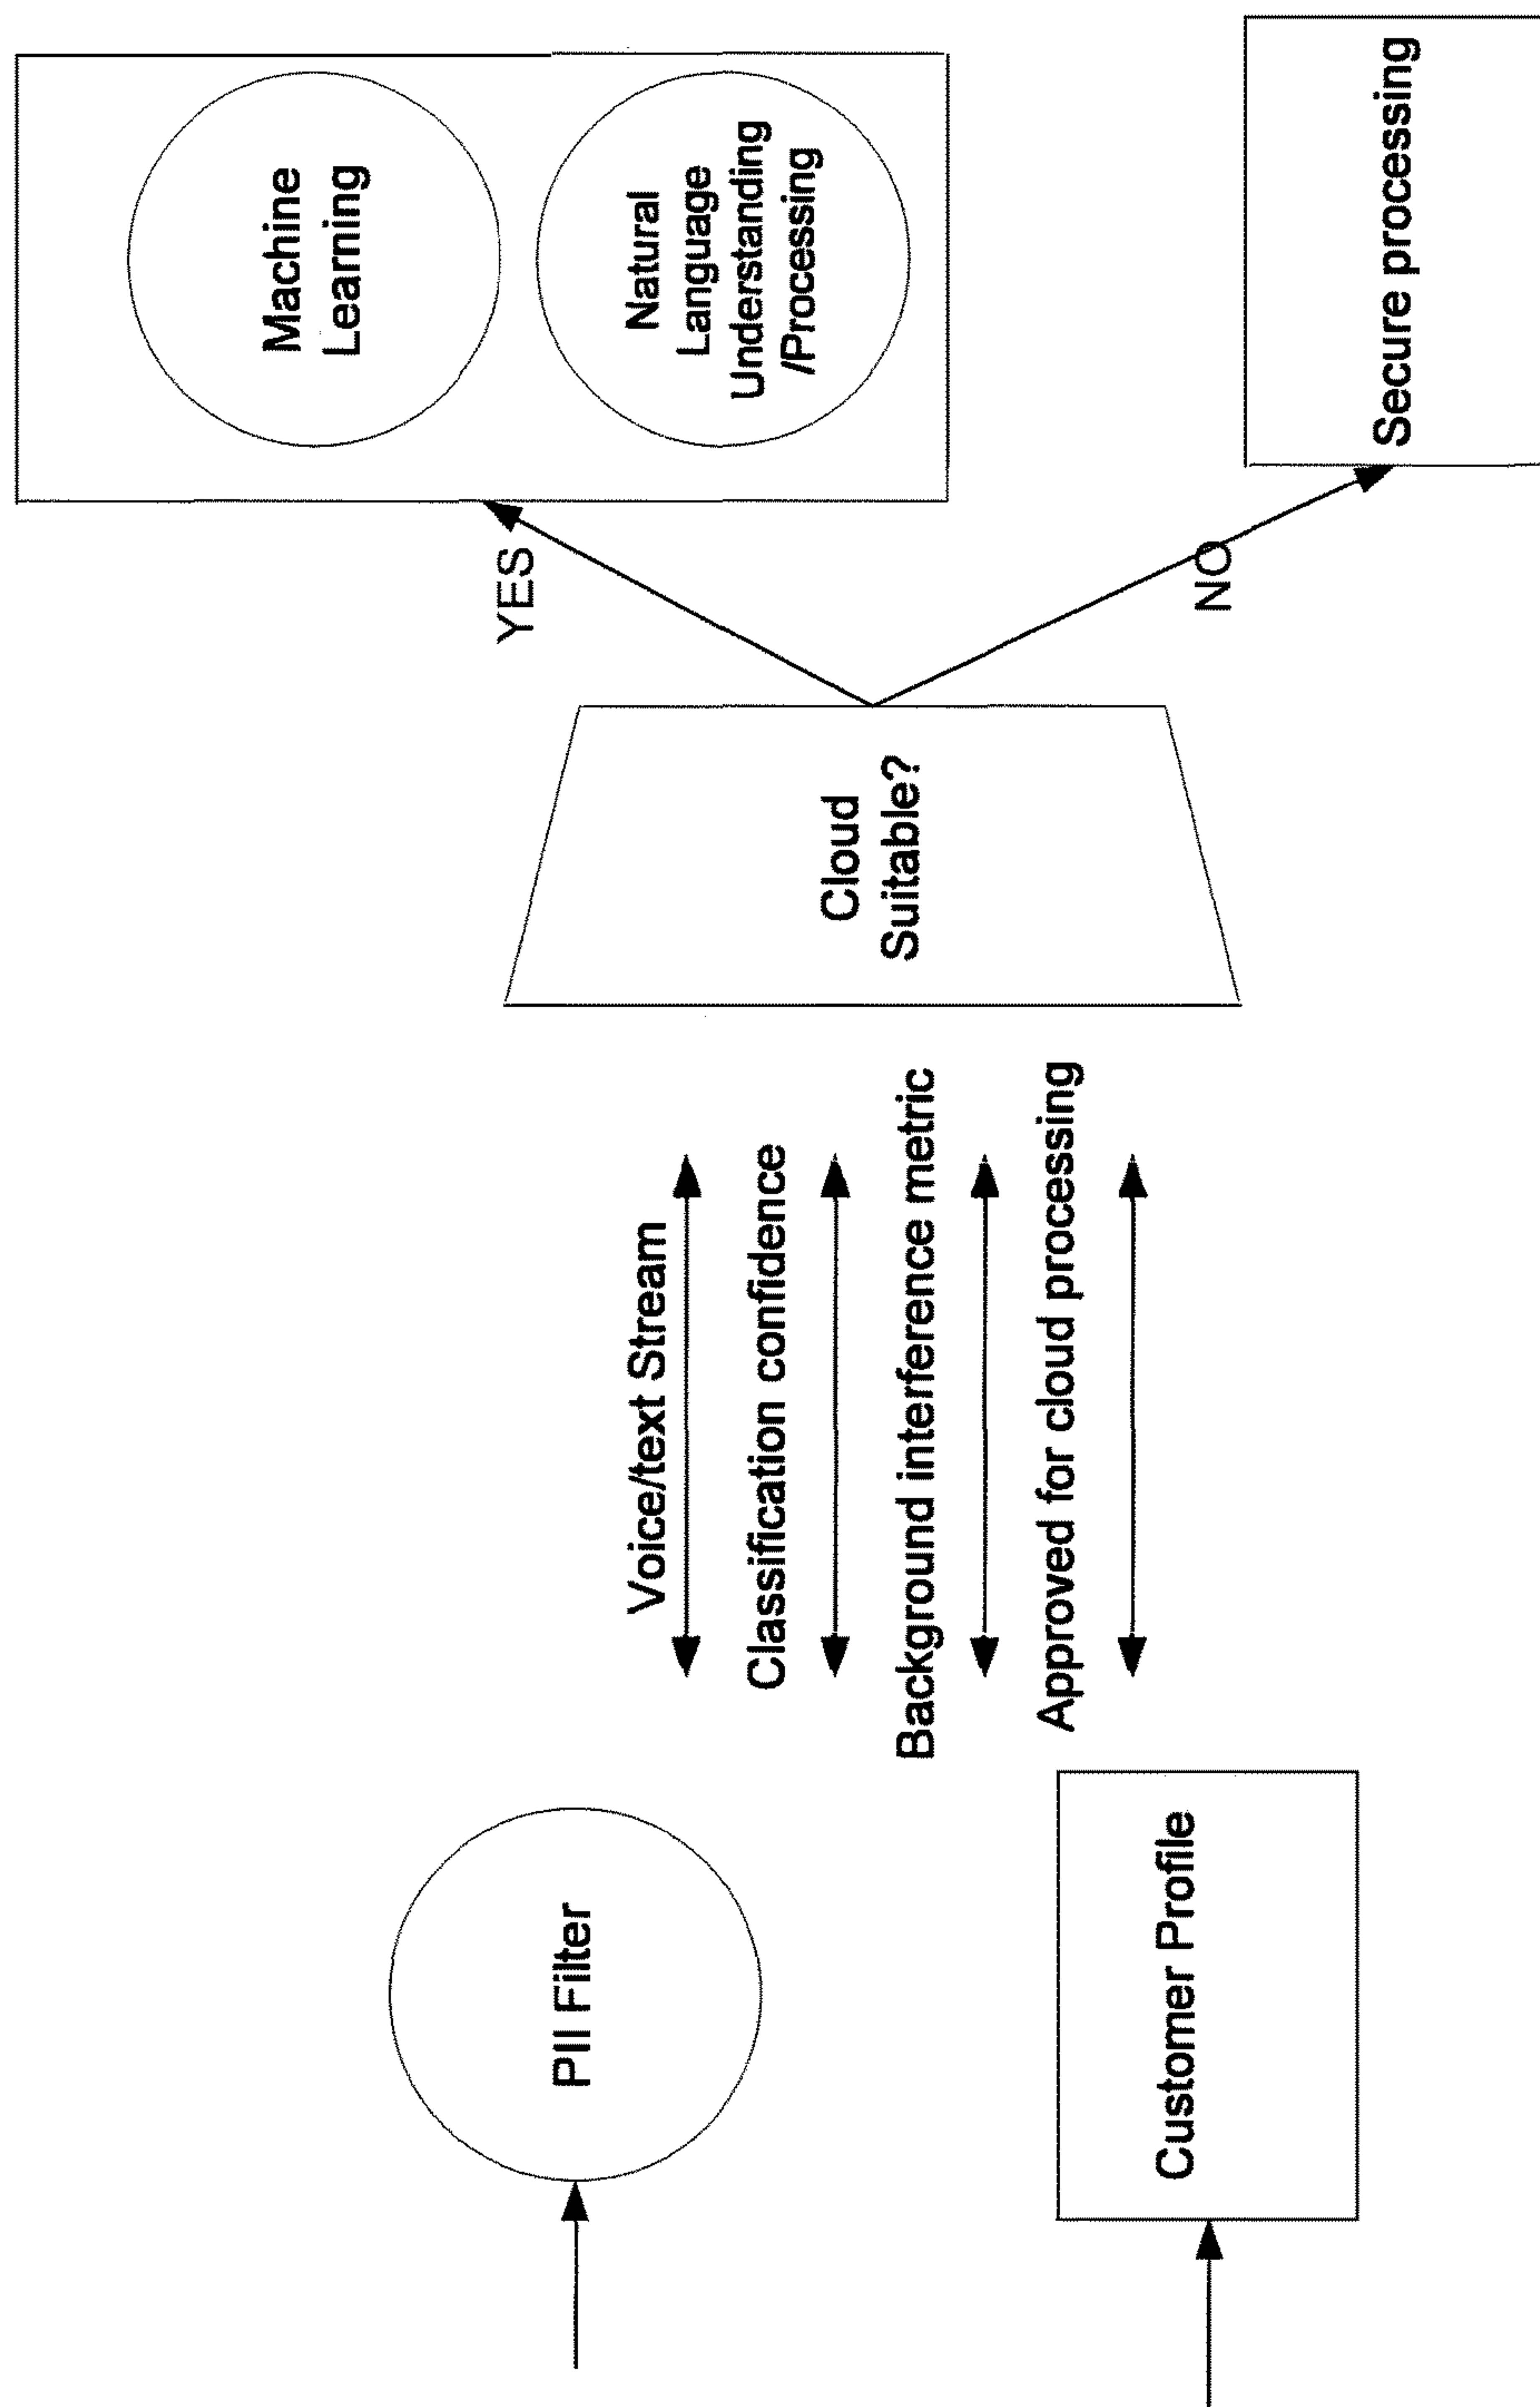 PII Filter
Customer Profile
Voice/text Stream
Classification confidence
Background interference metric
Approved for cloud processing
Cloud
Suitable?
YES
NO
Machine
Learning
Natural
Language
Understanding
/Processing
Secure processing